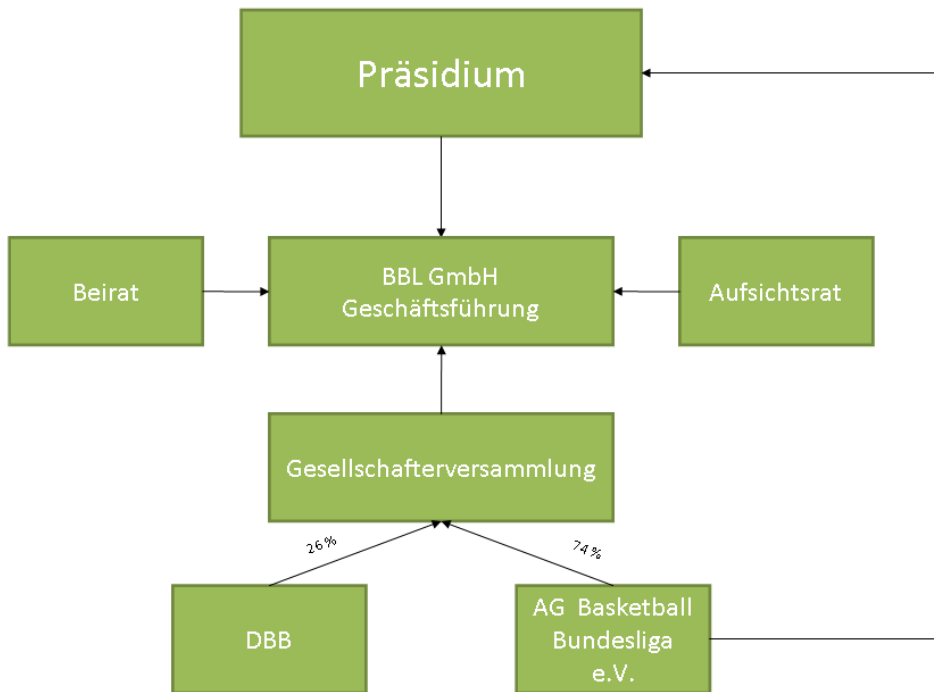 Präsidium
Beirat
BBL GmbH
Geschäftsführung
Aufsichtsrat
Gesellschafterversammlung
26%
74%
DBB
AG Basketball
Bundesliga
e.V.